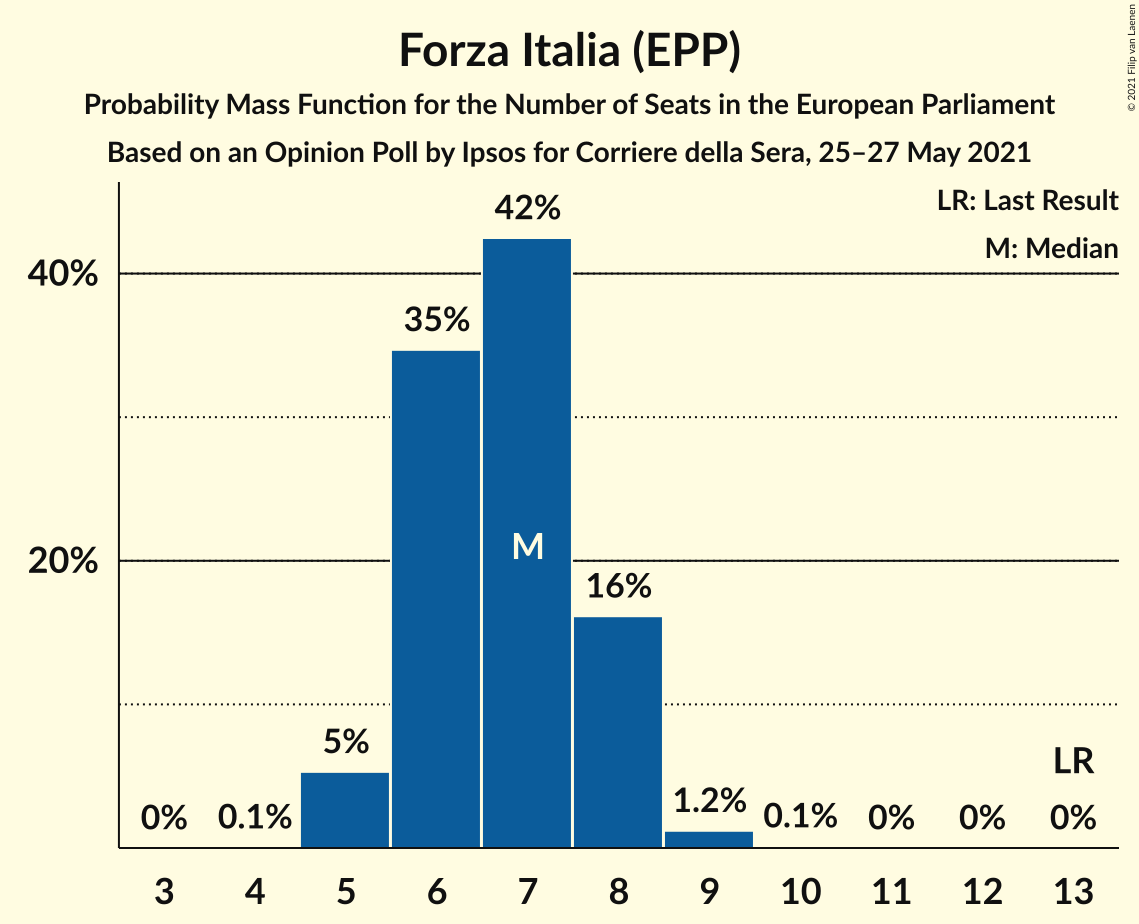 Forza Italia (EPP)
Probability Mass Function for the Number of Seats in the European Parliament
Based on an Opinion Poll by Ipsos for Corriere della Sera, 25–27 May 2021
© 2021 Filip van Laenen
LR: Last Result
M: Median
42%
40%
35%
M
20%
16%
5%
LR
0% 0.1% 1.2% 0.1% 0% 0% 0%
3 4 5 6 7 8 9 10 11 12 13